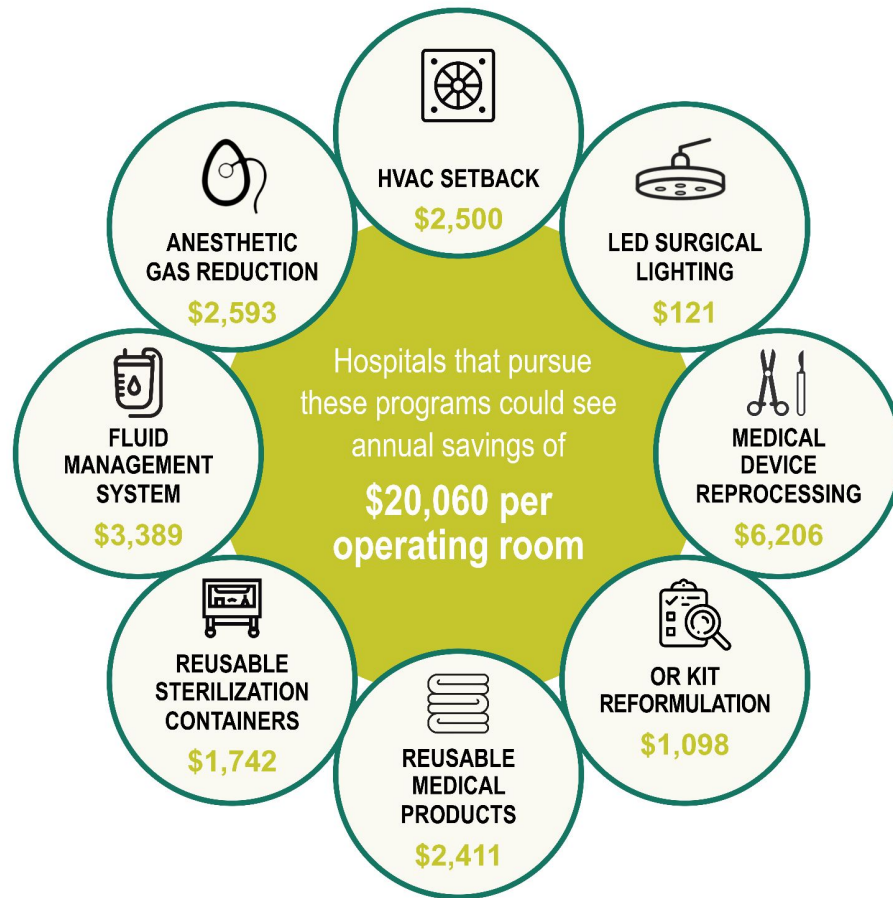 HVAC SETBACK
$2,500
LED SURGICAL
LIGHTING
$121
MEDICAL
DEVICE
REPROCESSING
$6,206
OR KIT
REFORMULATION
$1,098
REUSABLE
MEDICAL
PRODUCTS
$2,411
REUSABLE
STERILIZATION
CONTAINERS
$1,742
FLUID
MANAGEMENT
SYSTEM
$3,389
ANESTHETIC
GAS REDUCTION
$2,593
Hospitals that pursue
these programs could see
annual savings of
$20,060 per
operating room